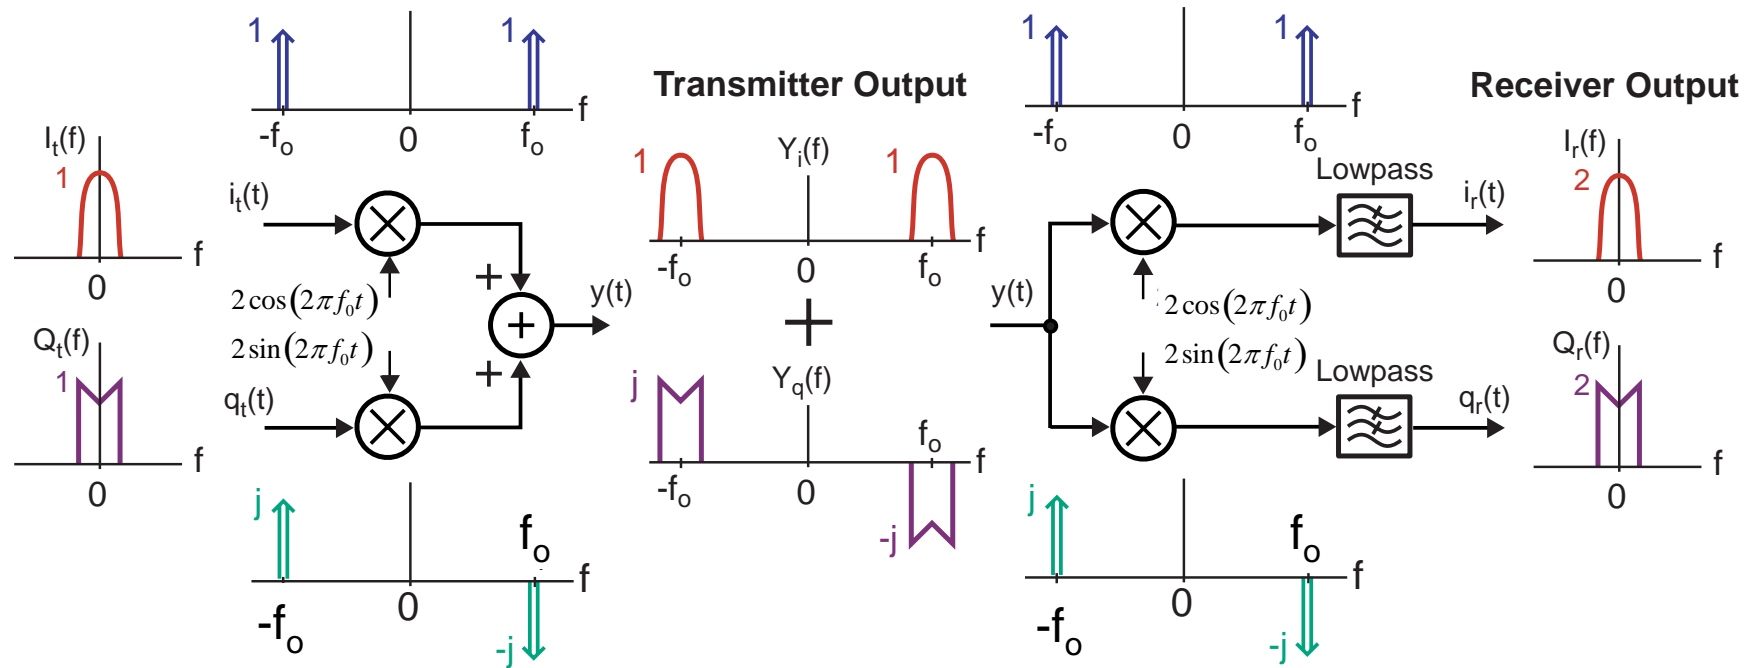 1
1
f
-fo
0
fo
Transmitter Output
1
1
f
-fo
0
fo
Receiver Output
It(f)
1
f
0
it(t)
2cos(2πf0t)
2sin(2πf0t)
+
+
+
y(t)
Qt(f)
1
f
0
qt(t)
1
Yi(f)
1
f
-fo
0
fo
+
j
Yq(f)
fo
f
-fo
0
-j
y(t)
2cos(2πf0t)
2sin(2πf0t)
Lowpass
ir(t)
Lowpass
qr(t)
Ir(f)
2
f
0
Qr(f)
2
f
0
j
fo
f
-fo
0
-j
j
fo
f
-fo
0
-j